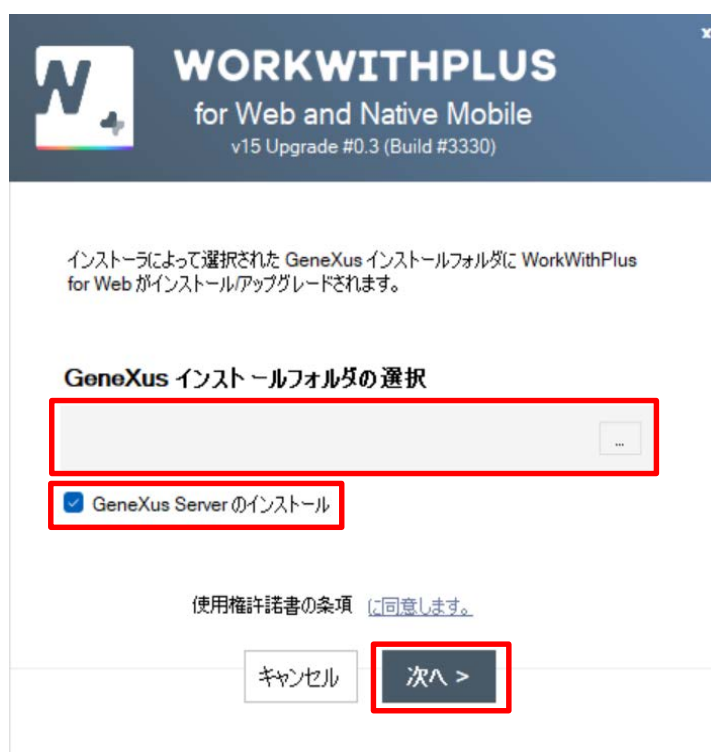 x
WORKWITHPLUS
for Web and Native Mobile
v15 Upgrade #0.3 (Build #3330)
インストーラによって選択された GeneXus インストールフォルダに WorkWithPlus
for Web がインストール/アップグレードされます。
GeneXus インストールフォルダの選択
...
GeneXus Server のインストール
使用権許諾書の条項 に同意します。
キャンセル 次へ >